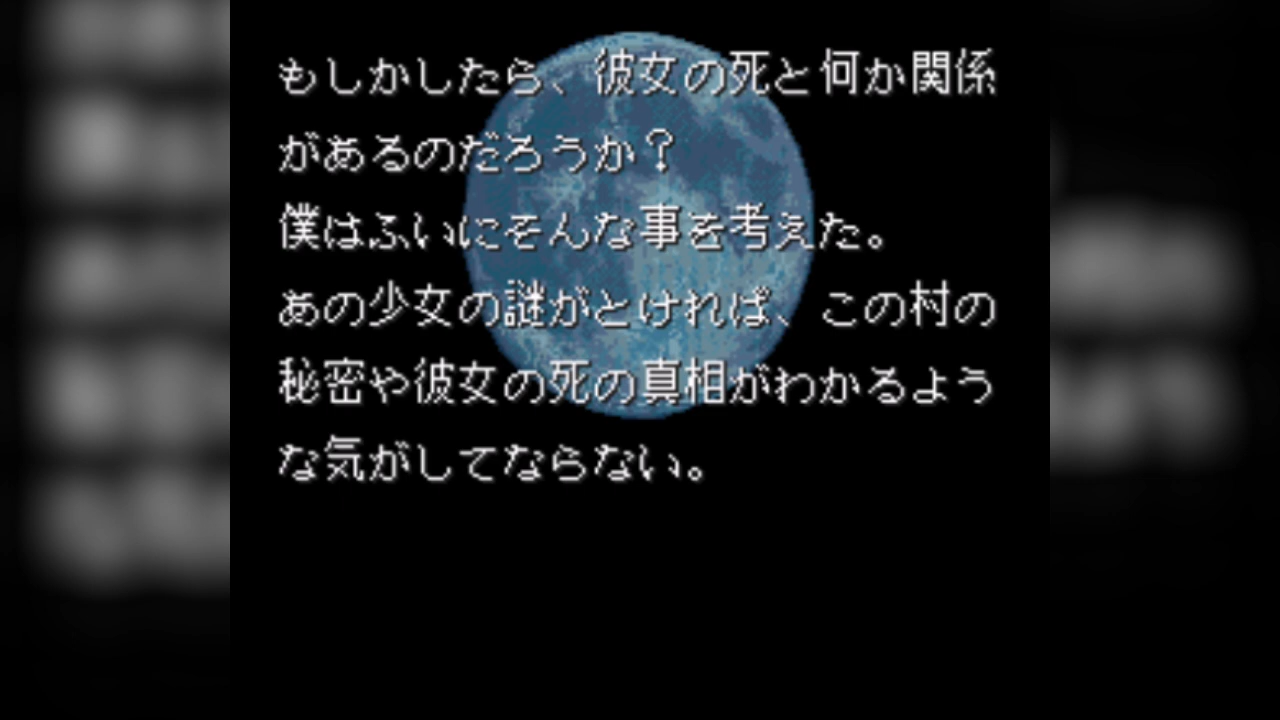 もしかしたら、彼女の死と何か関係
があるのだろうか？
僕はふいにそんな事を考えた。
あの少女の謎がとければ、この村の
秘密や彼女の死の真相がわかるよう
な気がしてならない。